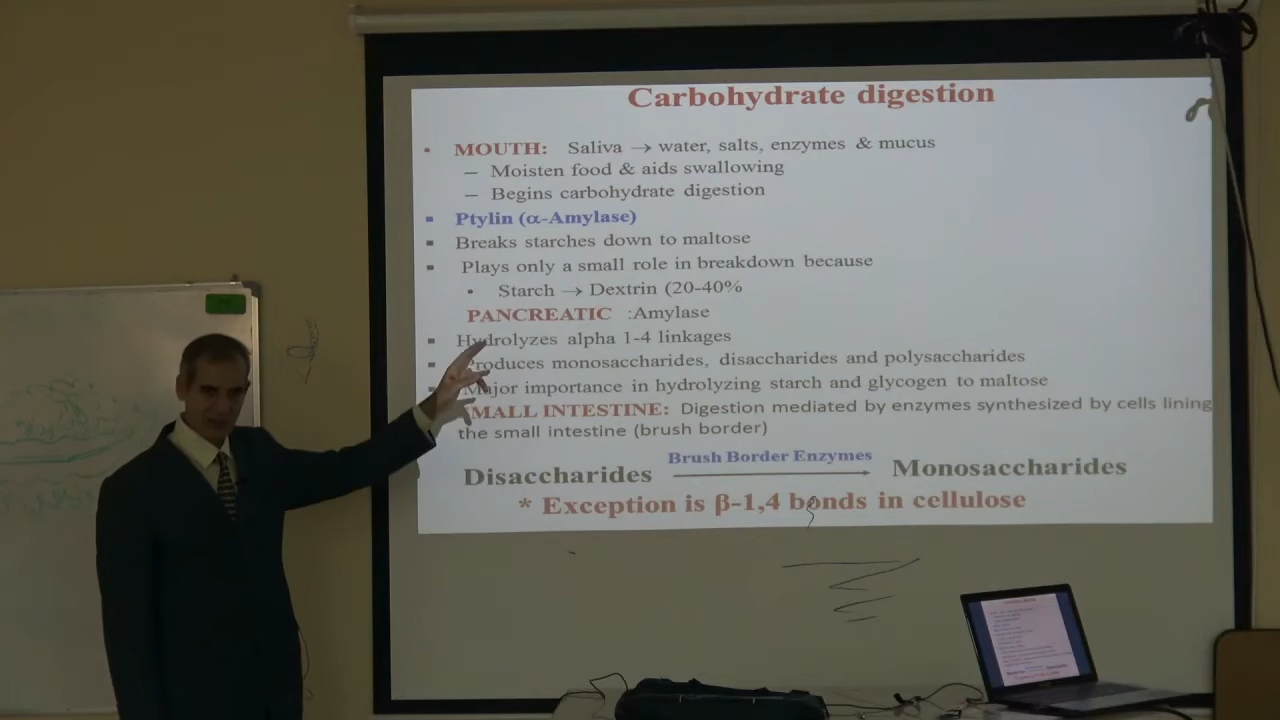 Carbohydrate digestion
• MOUTH: Saliva → water, salts, enzymes & mucus
– Moisten food & aids swallowing
– Begins carbohydrate digestion
▪ Ptylin (α-Amylase)
▪ Breaks starches down to maltose
▪ Plays only a small role in breakdown because
• Starch → Dextrin (20-40%
PANCREATIC :Amylase
▪ Hydrolyzes alpha 1-4 linkages
▪ Produces monosaccharides, disaccharides and polysaccharides
▪ Major importance in hydrolyzing starch and glycogen to maltose
SMALL INTESTINE: Digestion mediated by enzymes synthesized by cells lining
the small intestine (brush border)
Disaccharides Brush Border Enzymes → Monosaccharides
* Exception is β-1,4 bonds in cellulose